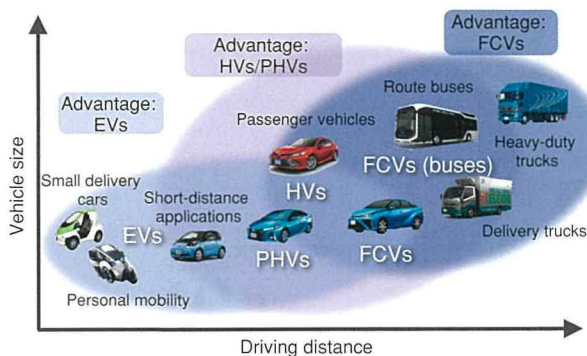 Advantage:
FCVs
Advantage:
HVs/PHVs
Advantage:
EVs
Route buses
Passenger vehicles
Heavy-duty
trucks
FCVs (buses)
HVs
Small delivery
cars
Short-distance
applications
EVs
PHVs
FCVs
Delivery trucks
Personal mobility
Vehicle size
Driving distance